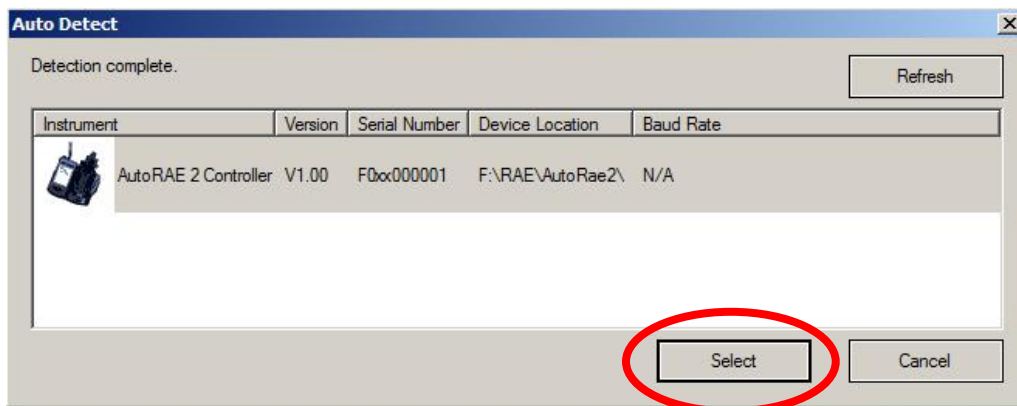 Auto Detect
Detection complete.
Refresh
Instrument Version Serial Number Device Location Baud Rate
AutoRAE 2 Controller V1.00 F0xx000001 F:\RAE\AutoRae2\ N/A
Select Cancel